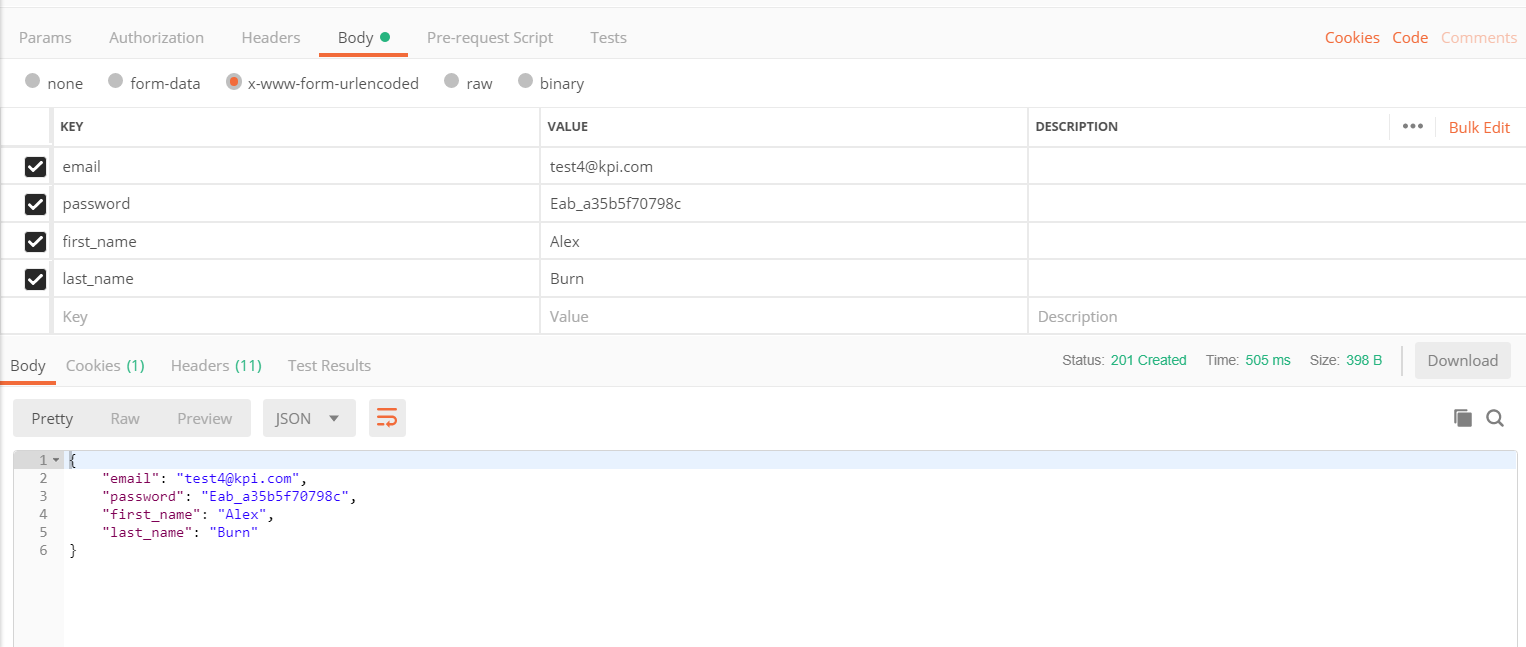 Params Authorization Headers Body Pre-request Script Tests Cookies Code Comments
none form-data x-www-form-urlencoded raw binary
KEY VALUE DESCRIPTION ••• Bulk Edit
email test4@kpi.com
password Eab_a35b5f70798c
first_name Alex
last_name Burn
Key Value Description
Body Cookies (1) Headers (11) Test Results Status: 201 Created Time: 505 ms Size: 398 B Download
Pretty Raw Preview JSON
1 {
2 "email": "test4@kpi.com",
3 "password": "Eab_a35b5f70798c",
4 "first_name": "Alex",
5 "last_name": "Burn"
6 }